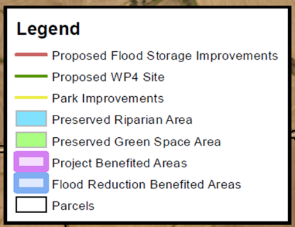 Legend
Proposed Flood Storage Improvements
Proposed WP4 Site
Park Improvements
Preserved Riparian Area
Preserved Green Space Area
Project Benefited Areas
Flood Reduction Benefited Areas
Parcels